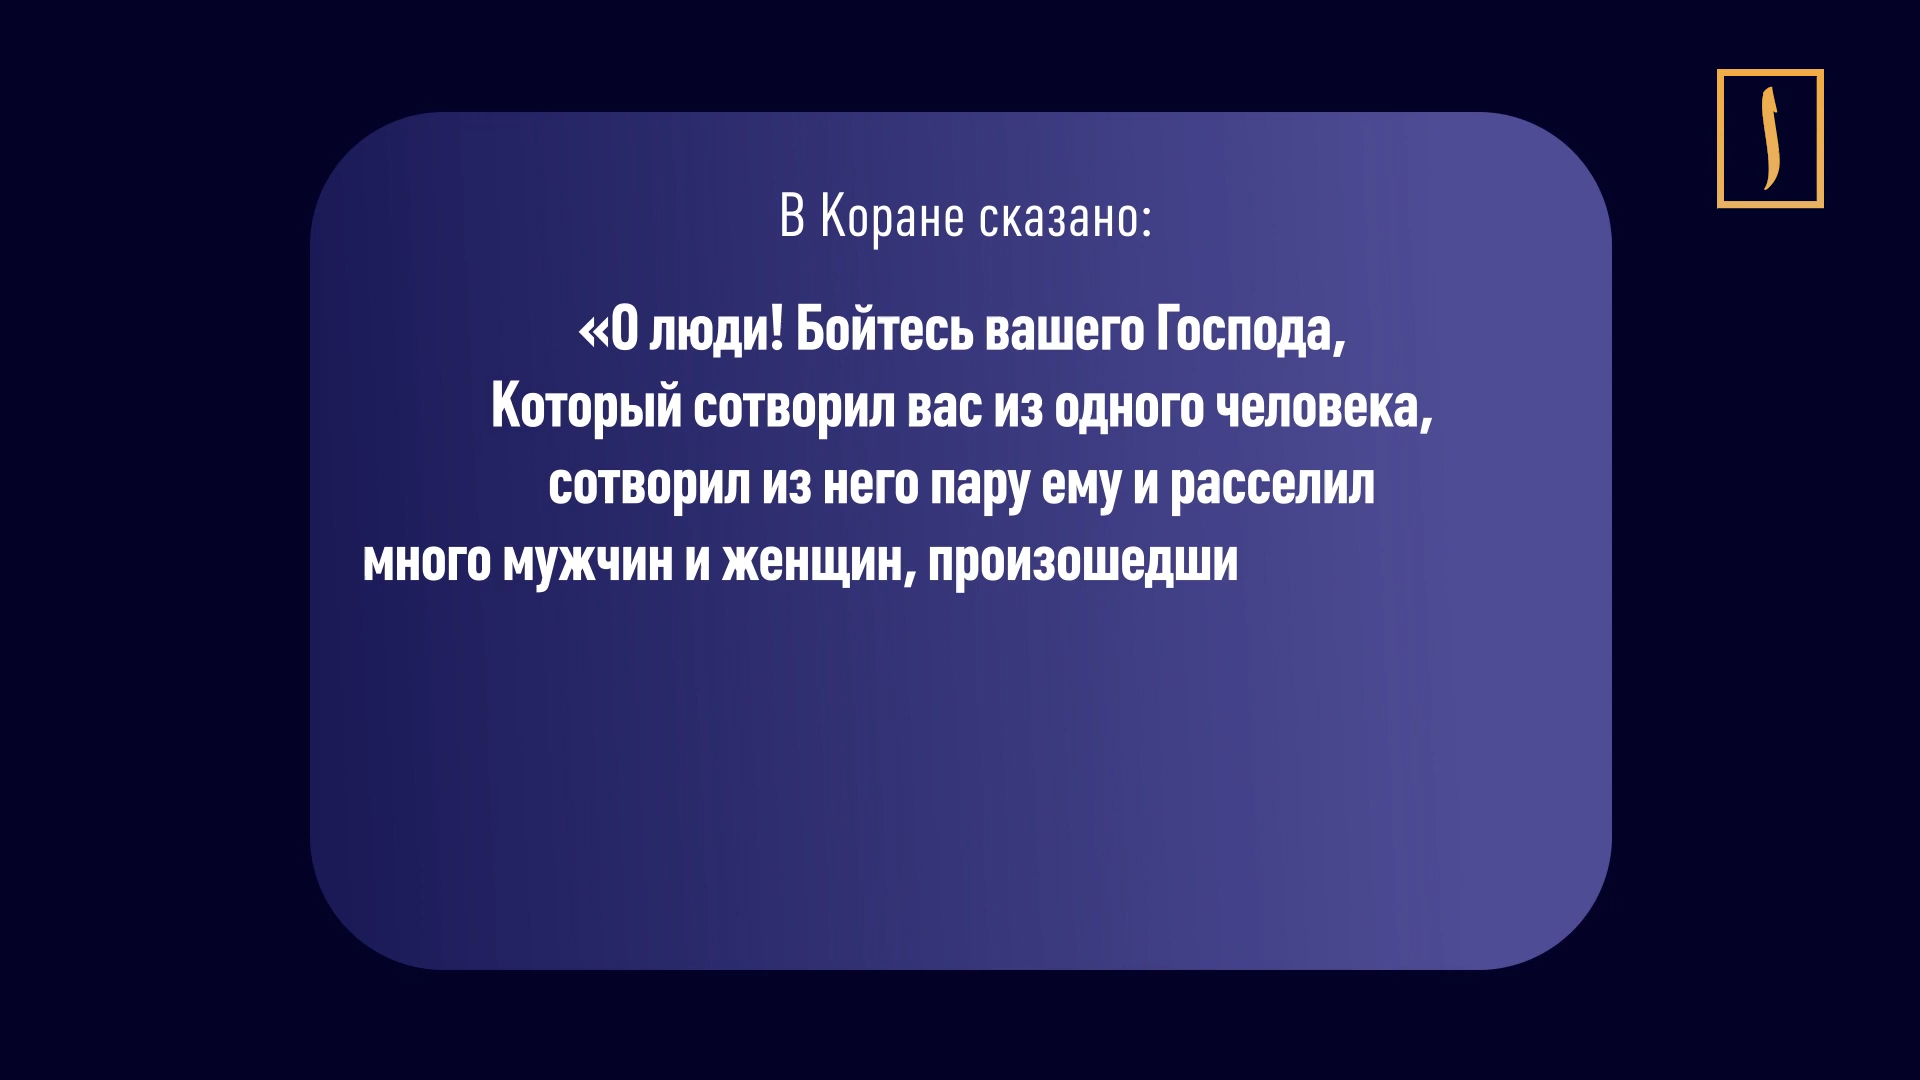 В Коране сказано:
«О люди! Бойтесь вашего Господа,
Который сотворил вас из одного человека,
сотворил из него пару ему и расселил
много мужчин и женщин, произошедши